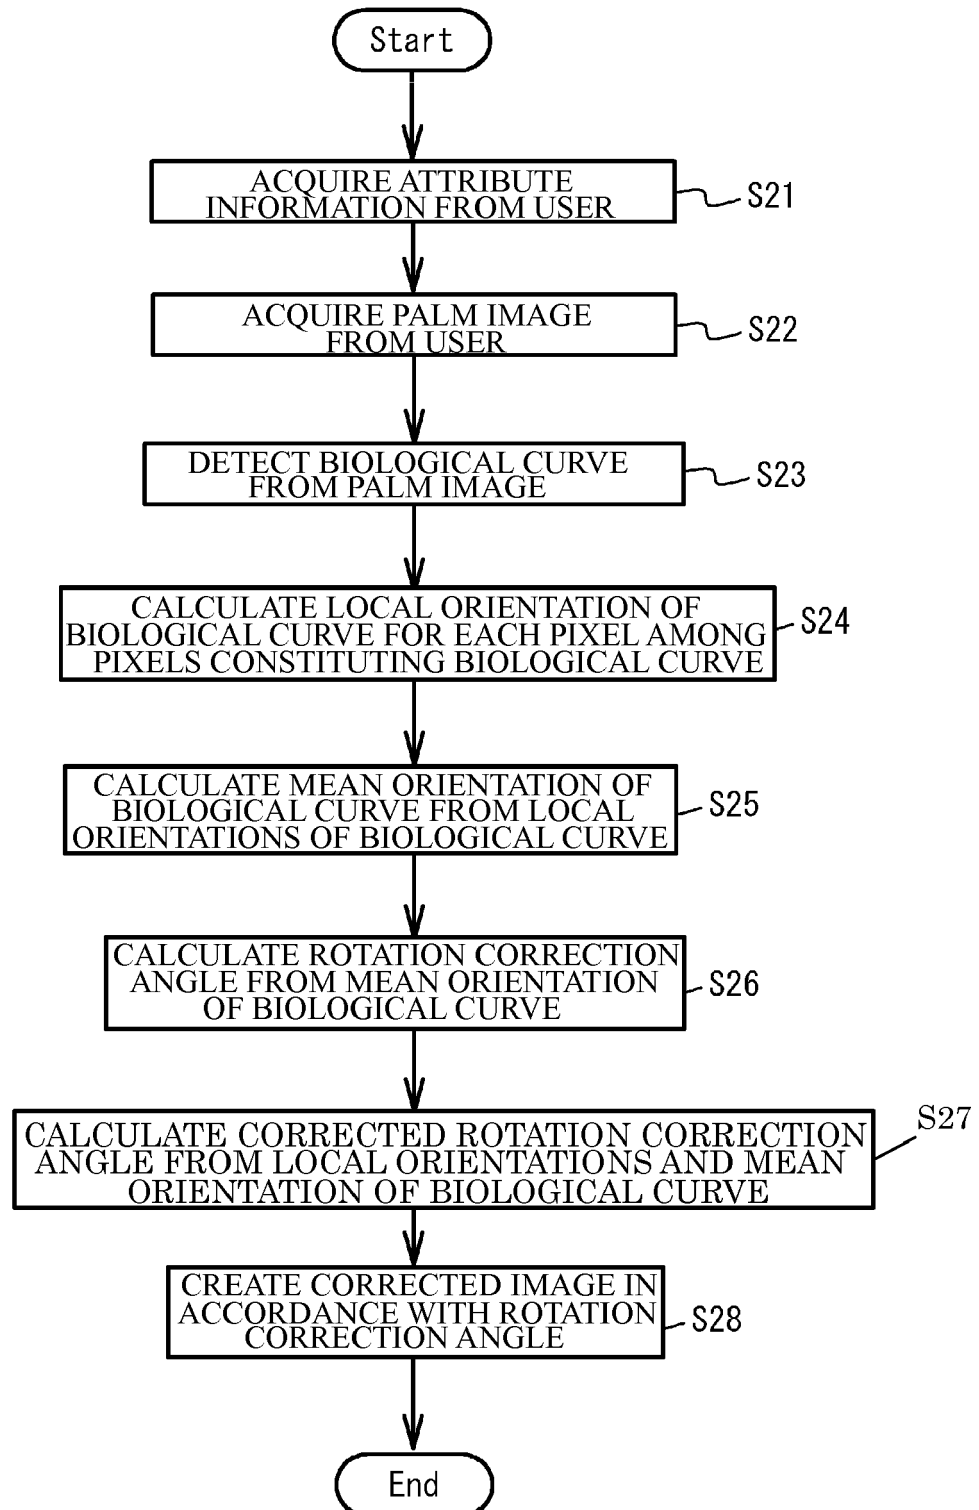 Start
ACQUIRE ATTRIBUTE
INFORMATION FROM USER
S21
ACQUIRE PALM IMAGE
FROM USER
S22
DETECT BIOLOGICAL CURVE
FROM PALM IMAGE
S23
CALCULATE LOCAL ORIENTATION OF
BIOLOGICAL CURVE FOR EACH PIXEL AMONG
PIXELS CONSTITUTING BIOLOGICAL CURVE
S24
CALCULATE MEAN ORIENTATION OF
BIOLOGICAL CURVE FROM LOCAL
ORIENTATIONS OF BIOLOGICAL CURVE
S25
CALCULATE ROTATION CORRECTION
ANGLE FROM MEAN ORIENTATION
OF BIOLOGICAL CURVE
S26
CALCULATE CORRECTED ROTATION CORRECTION
ANGLE FROM LOCAL ORIENTATIONS AND MEAN
ORIENTATION OF BIOLOGICAL CURVE
S27
CREATE CORRECTED IMAGE IN
ACCORDANCE WITH ROTATION
CORRECTION ANGLE
S28
End